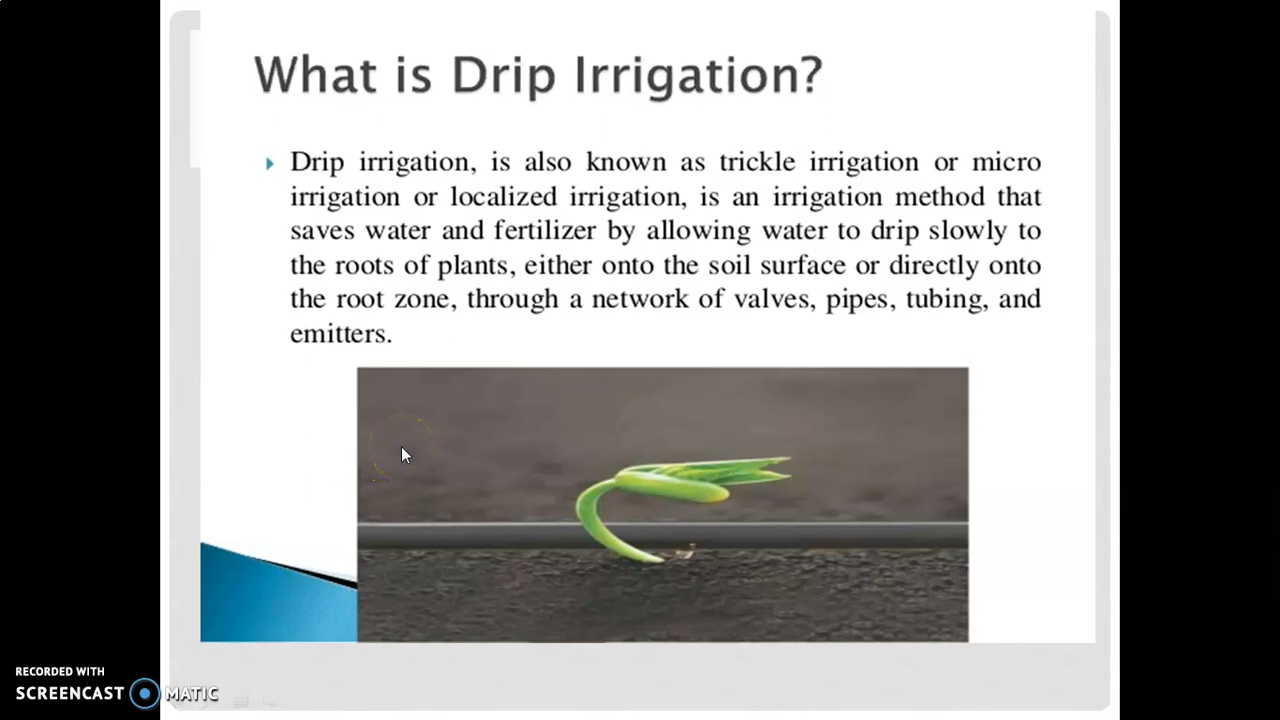 What is Drip Irrigation?
Drip irrigation, is also known as trickle irrigation or micro
irrigation or localized irrigation, is an irrigation method that
saves water and fertilizer by allowing water to drip slowly to
the roots of plants, either onto the soil surface or directly onto
the root zone, through a network of valves, pipes, tubing, and
emitters.
RECORDED WITH
SCREENCAST MATIC